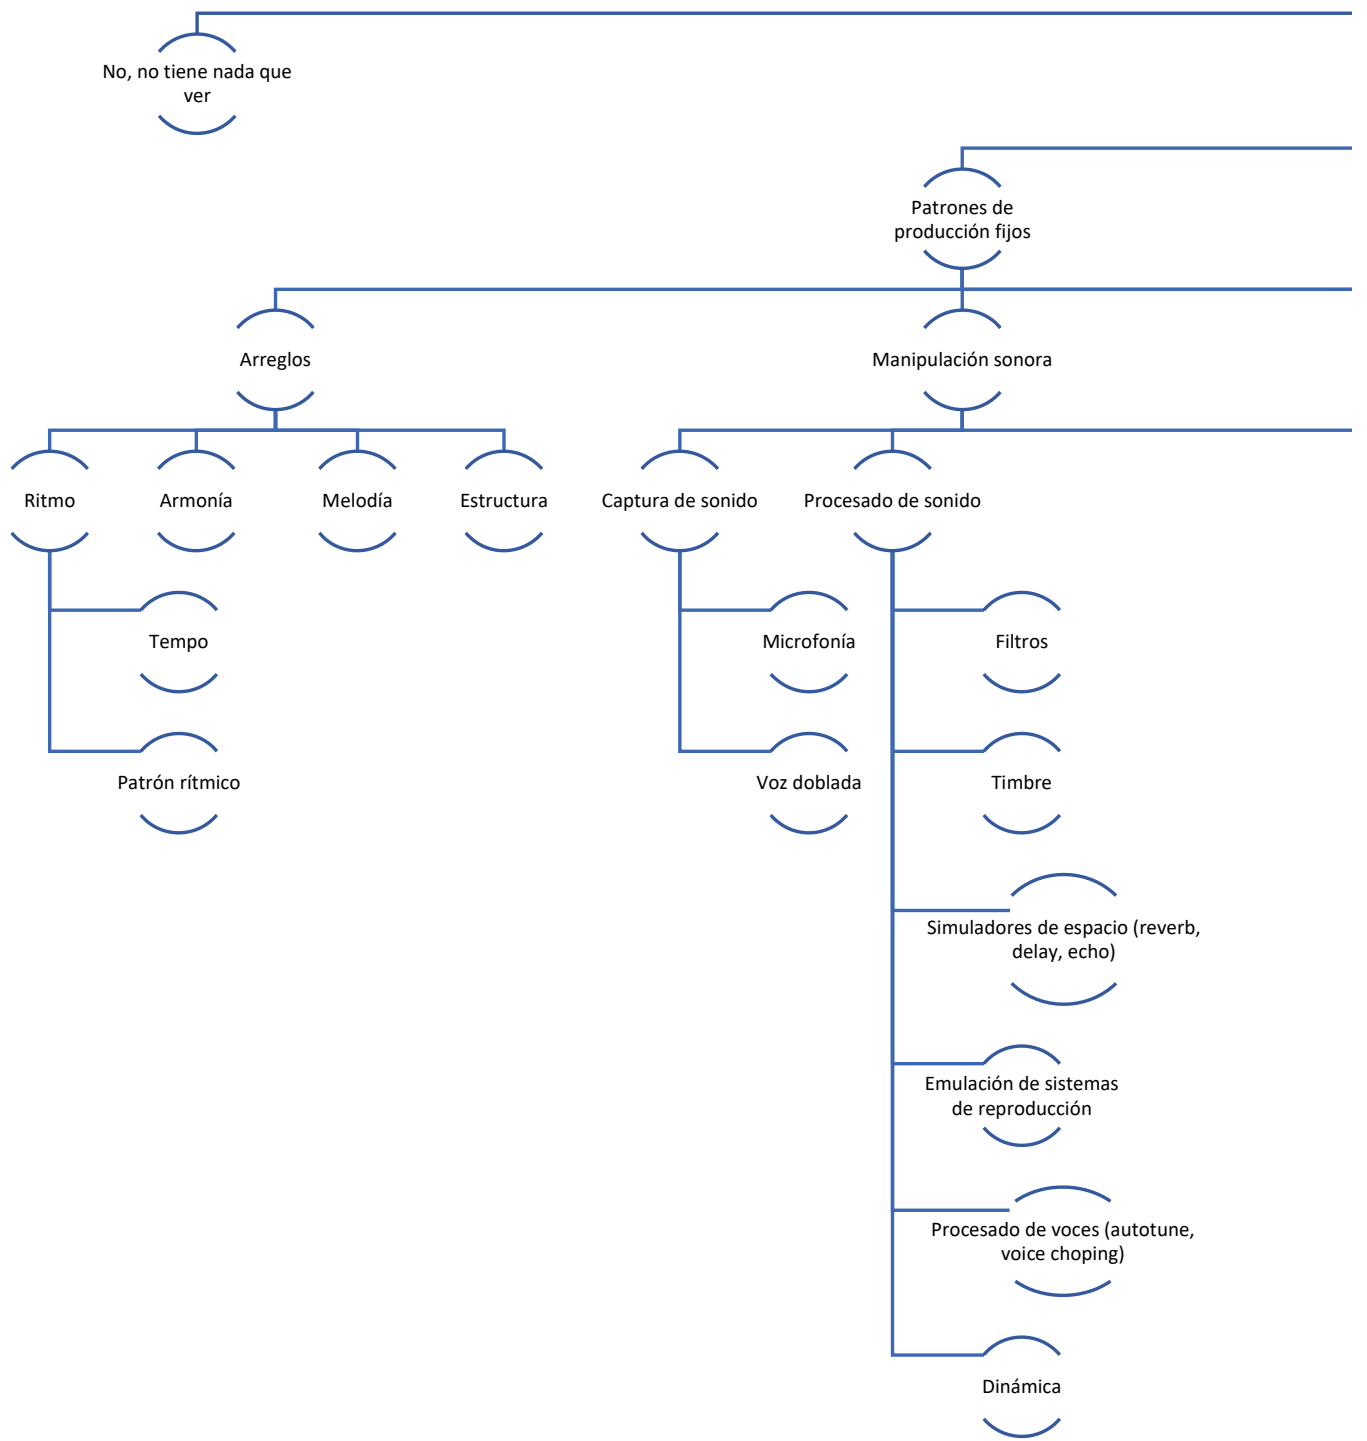 No, no tiene nada que
ver
Patrones de
producción fijos
Arreglos
Manipulación sonora
Ritmo
Armonía
Melodía
Estructura
Captura de sonido
Procesado de sonido
Tempo
Microfonía
Filtros
Patrón rítmico
Voz doblada
Timbre
Simuladores de espacio (reverb,
delay, echo)
Emulación de sistemas
de reproducción
Procesado de voces (autotune,
voice choping)
Dinámica